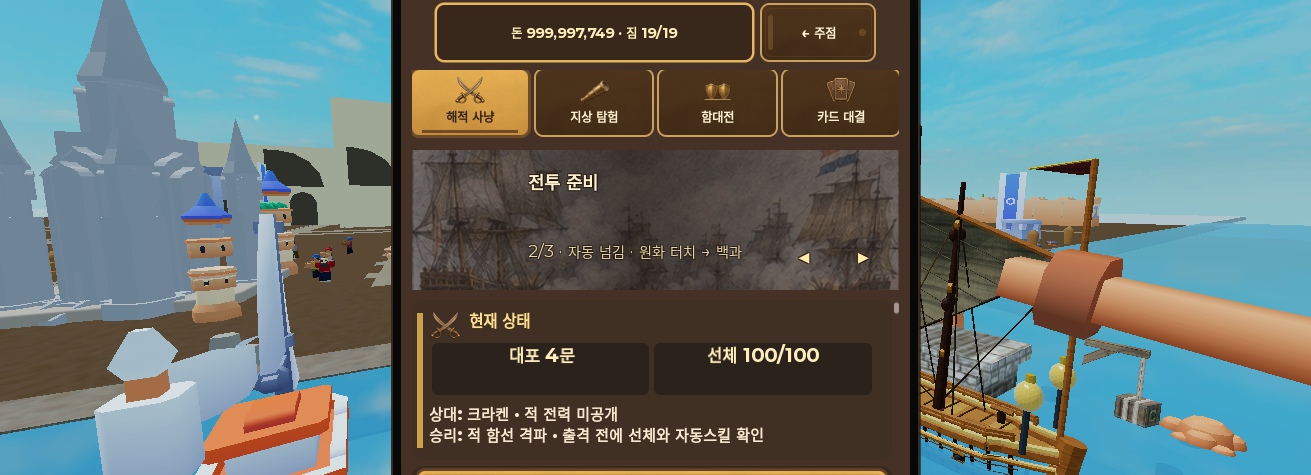 돈 999,997,749 · 짐 19/19
← 주점
해적 사냥
지상 탐험
함대전
카드 대결
전투 준비
2/3 · 자동 넘김 · 원화 터치 → 백과
◀ ▶
현재 상태
대포 4문
선체 100/100
상대: 크라켄 • 적 전력 미공개
승리: 적 함선 격파 • 출격 전에 선체와 자동스킬 확인